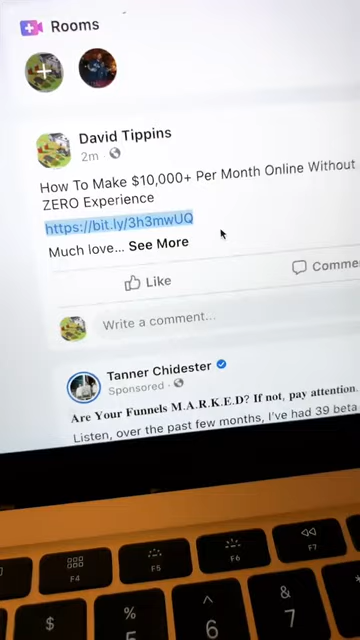 Rooms
David Tippins
2m
How To Make $10,000+ Per Month Online Without
ZERO Experience
https://bit.ly/3h3mwUQ
Much love... See More
Like
Write a comment...
Tanner Chidester
Sponsored
Are Your Funnels M.A.R.K.E.D? If not, pay attention.
Listen, over the past few months, I've had 39 beta
F4
F5
F6
F7
$
%
5
^
6
&
7
*